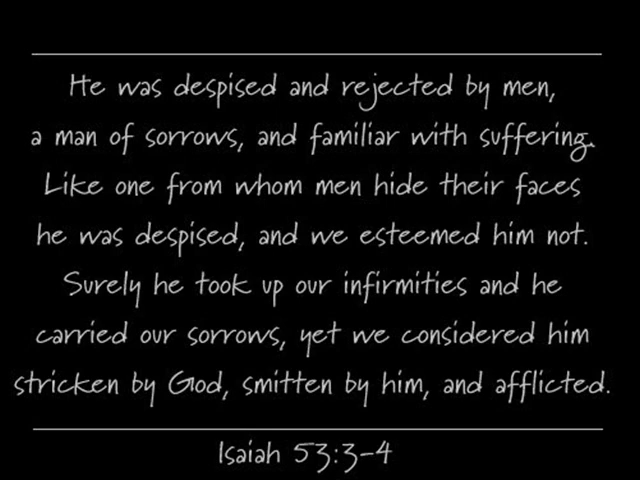 He was despised and rejected by men,
a man of sorrows, and familiar with suffering.
Like one from whom men hide their faces
he was despised, and we esteemed him not.
Surely he took up our infirmities and he
carried our sorrows, yet we considered him
stricken by God, smitten by him, and afflicted.
Isaiah 53:3-4